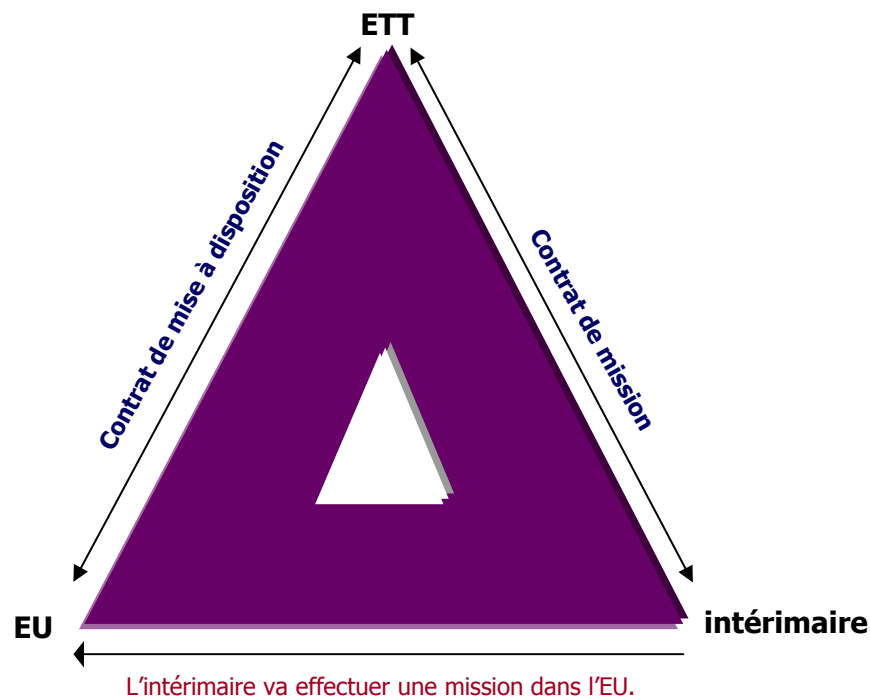 ETT
Contrat de mise à disposition
Contrat de mission
EU
intérimaire
L’intérimaire va effectuer une mission dans l’EU.